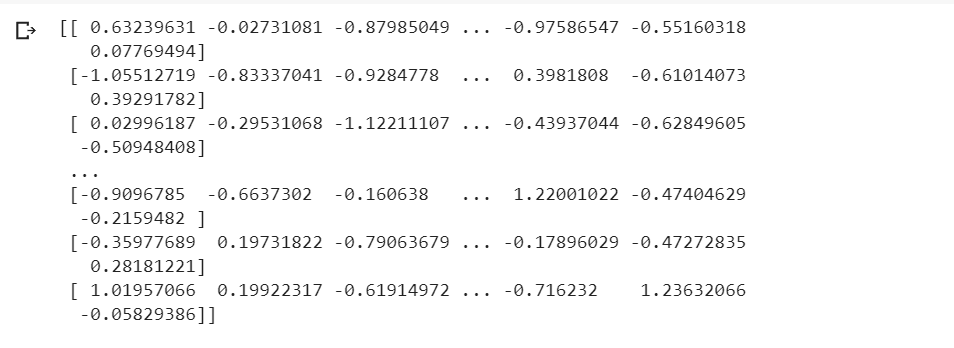 [[ 0.63239631 -0.02731081 -0.87985049 ... -0.97586547 -0.55160318
0.07769494]
[-1.05512719 -0.83337041 -0.9284778 ... 0.3981808 -0.61014073
0.39291782]
[ 0.02996187 -0.29531068 -1.12211107 ... -0.43937044 -0.62849605
-0.50948408]
...
[-0.9096785 -0.6637302 -0.160638 ... 1.22001022 -0.47404629
-0.2159482 ]
[-0.35977689 0.19731822 -0.79063679 ... -0.17896029 -0.47272835
0.28181221]
[ 1.01957066 0.19922317 -0.61914972 ... -0.716232 1.23632066
-0.05829386]]